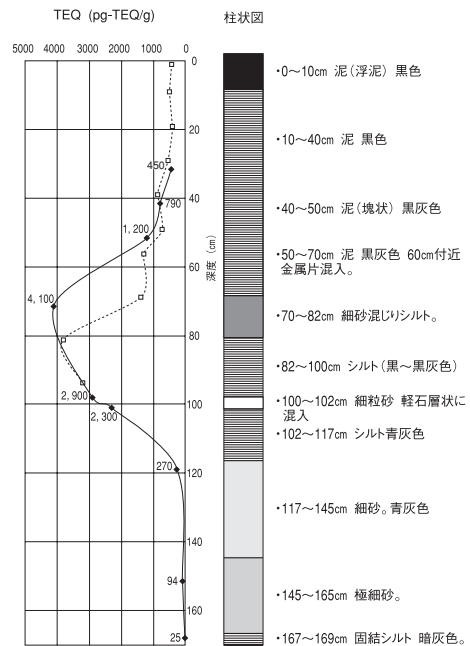 TEQ (pg-TEQ/g)
柱状図
5000 4000 3000 2000 1000 0
0
20
40
60
80
100
120
140
160
深度(cm)
450
790
1,200
4,100
2,900
2,300
270
94
25
・0～10cm 泥(浮泥) 黒色
・10～40cm 泥 黒色
・40～50cm 泥(塊状) 黒灰色
・50～70cm 泥 黒灰色 60cm付近
金属片混入。
・70～82cm 細砂混じりシルト。
・82～100cm シルト(黒～黒灰色)
・100～102cm 細粒砂 軽石層状に
混入
・102～117cm シルト青灰色
・117～145cm 細砂。青灰色
・145～165cm 極細砂。
・167～169cm 固結シルト 暗灰色。